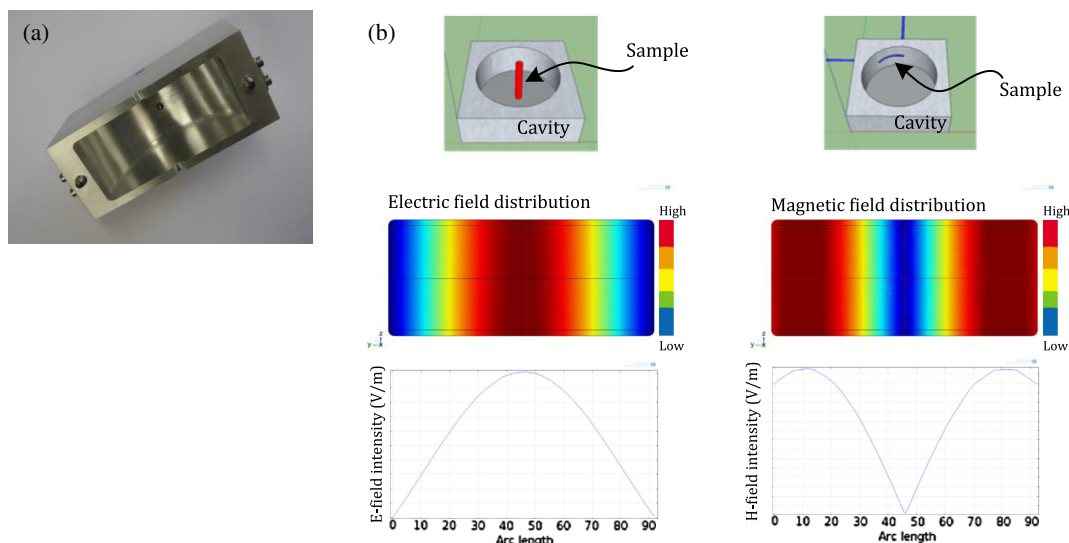 (a)
(b)
Sample
Cavity
Sample
Cavity
Electric field distribution
High
Low
z
y
x
Magnetic field distribution
High
Low
z
y
x
E-field intensity (V/m)
0 10 20 30 40 50 60 70 80 90
Arc length
H-field intensity (V/m)
0 10 20 30 40 50 60 70 80 90
Arc length